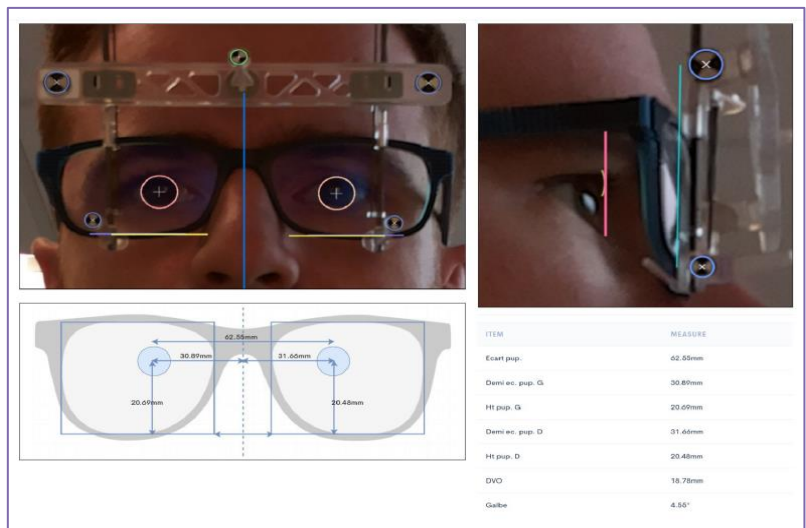 62.55mm
30.89mm 31.66mm
20.69mm 20.48mm
ITEM MEASURE
Ecart pup. 62.55mm
Demi ec. pup. G 30.89mm
Ht pup. G 20.69mm
Demi ec. pup. D 31.66mm
Ht pup. D 20.48mm
DVO 18.78mm
Galbe 4.55°